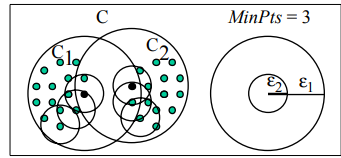 C
MinPts = 3
C1
C2
ε2
ε1